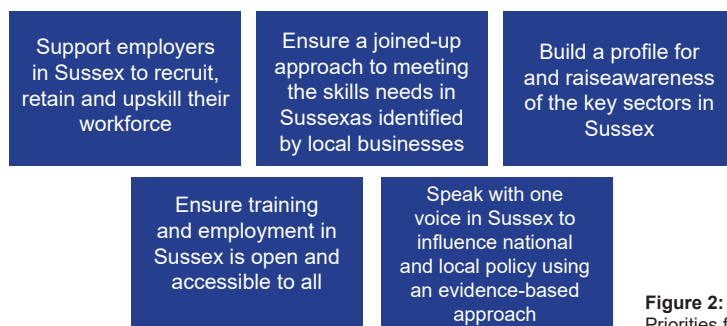 Support employers
in Sussex to recruit,
retain and upskill their
workforce
Ensure a joined-up
approach to meeting
the skills needs in
Sussexas identified
by local businesses
Build a profile for
and raiseawareness
of the key sectors in
Sussex
Ensure training
and employment in
Sussex is open and
accessible to all
Speak with one
voice in Sussex to
influence national
and local policy using
an evidence-based
approach
Figure 2:
Priorities f